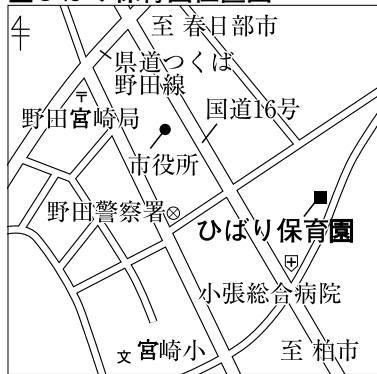 至 春日部市
県道つくば
野田線
〒
野田宮崎局
国道16号
市役所
野田警察署
ひばり保育園
小張総合病院
文 宮崎小
至 柏市